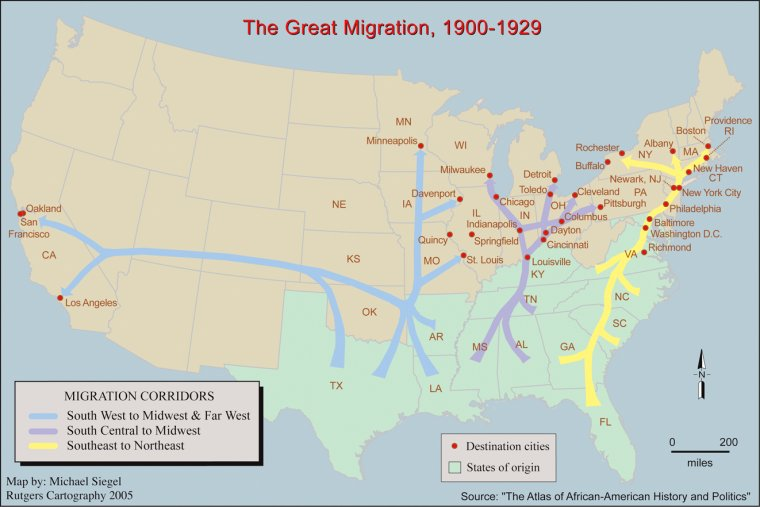 The Great Migration, 1900-1929
MN
Minneapolis
WI
Milwaukee
Detroit
Toledo
Chicago
Davenport
IA
IL
IN
OH
Indianapolis
Quincy
Springfield
MO
St. Louis
Cleveland
Pittsburgh
Columbus
Dayton
Cincinnati
Louisville
KY
Rochester
Buffalo
NY
Albany
Boston
MA
Providence
RI
New Haven
CT
Newark, NJ
New York City
PA
Philadelphia
Baltimore
Washington D.C.
Richmond
VA
NC
SC
GA
FL
TN
MS
AL
AR
LA
TX
OK
KS
NE
Oakland
San
Francisco
CA
Los Angeles
MIGRATION CORRIDORS
South West to Midwest & Far West
South Central to Midwest
Southeast to Northeast
Destination cities
States of origin
N
0 200
miles
Map by: Michael Siegel
Rutgers Cartography 2005
Source: "The Atlas of African-American History and Politics"